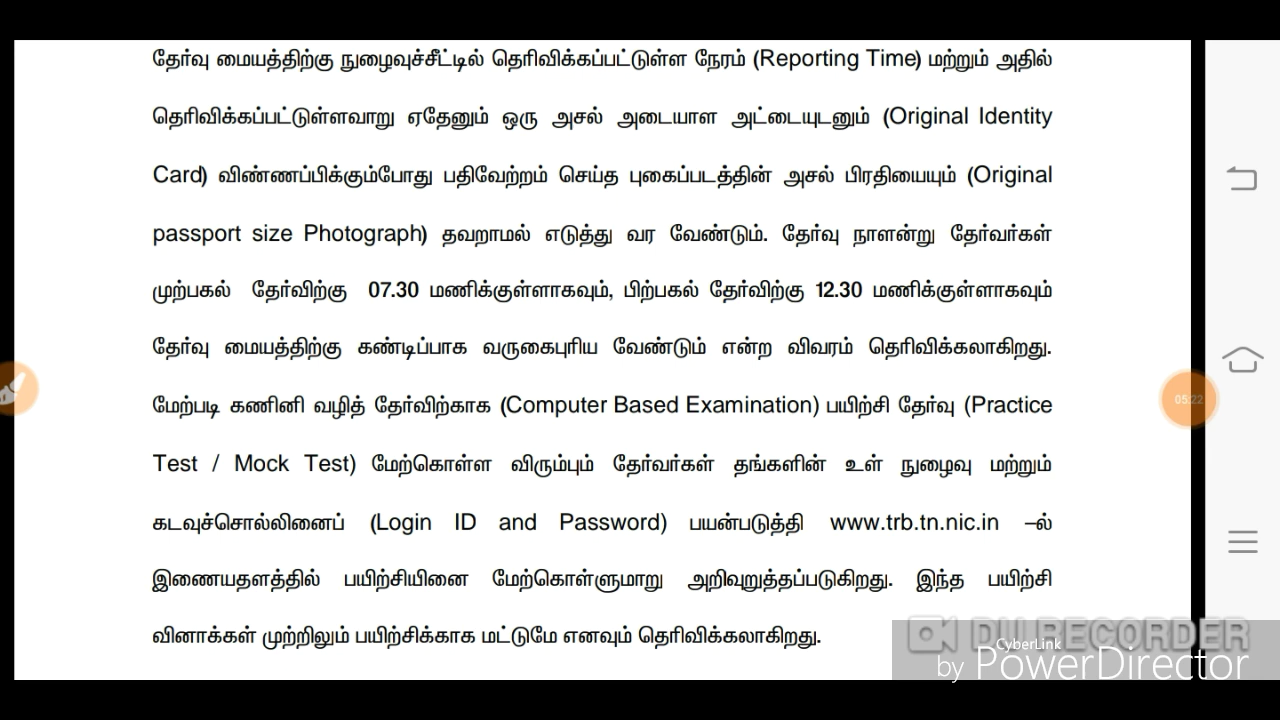 தேர்வு மையத்திற்கு நுழைவுச்சீட்டில் தெரிவிக்கப்பட்டுள்ள நேரம் (Reporting Time) மற்றும் அதில்
தெரிவிக்கப்பட்டுள்ளவாறு ஏதேனும் ஒரு அசல் அடையாள அட்டையுடனும் (Original Identity
Card) விண்ணப்பிக்கும்போது பதிவேற்றம் செய்த புகைப்படத்தின் அசல் பிரதியையும் (Original
passport size Photograph) தவறாமல் எடுத்து வர வேண்டும். தேர்வு நாளன்று தேர்வர்கள்
முற்பகல் தேர்விற்கு 07.30 மணிக்குள்ளாகவும், பிற்பகல் தேர்விற்கு 12.30 மணிக்குள்ளாகவும்
தேர்வு மையத்திற்கு கண்டிப்பாக வருகைபுரிய வேண்டும் என்ற விவரம் தெரிவிக்கலாகிறது.
மேற்படி கணினி வழித் தேர்விற்காக (Computer Based Examination) பயிற்சி தேர்வு (Practice
Test / Mock Test) மேற்கொள்ள விரும்பும் தேர்வர்கள் தங்களின் உள் நுழைவு மற்றும்
கடவுச்சொல்லினைப் (Login ID and Password) பயன்படுத்தி www.trb.tn.nic.in –ல்
இணையதளத்தில் பயிற்சியினை மேற்கொள்ளுமாறு அறிவுறுத்தப்படுகிறது. இந்த பயிற்சி
வினாக்கள் முற்றிலும் பயிற்சிக்காக மட்டுமே எனவும் தெரிவிக்கலாகிறது.
05:22
DU RECORDER
CyberLink
by PowerDirector